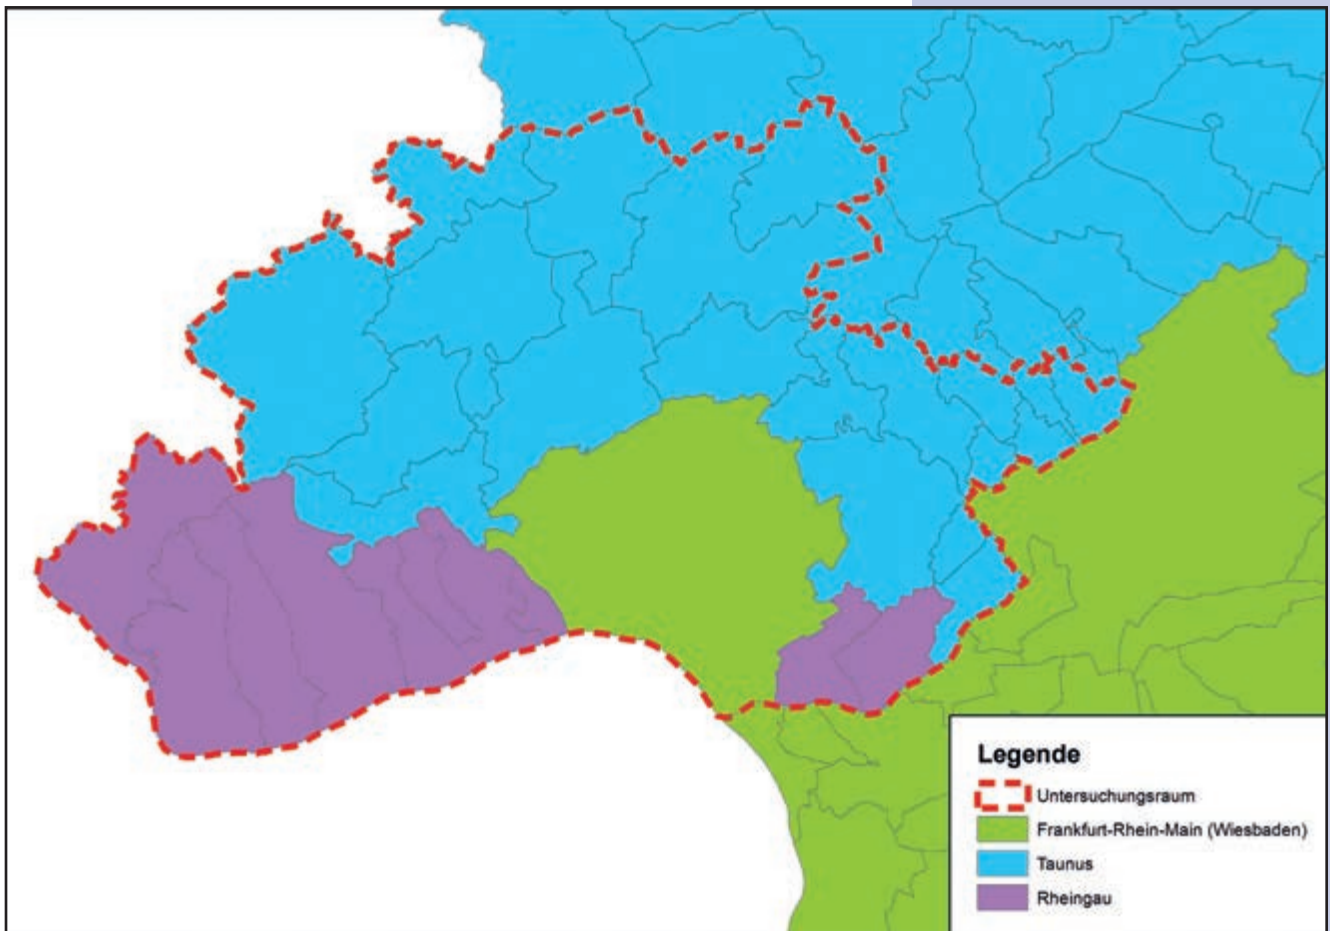 Legende
Untersuchungsraum
Frankfurt-Rhein-Main (Wiesbaden)
Taunus
Rheingau